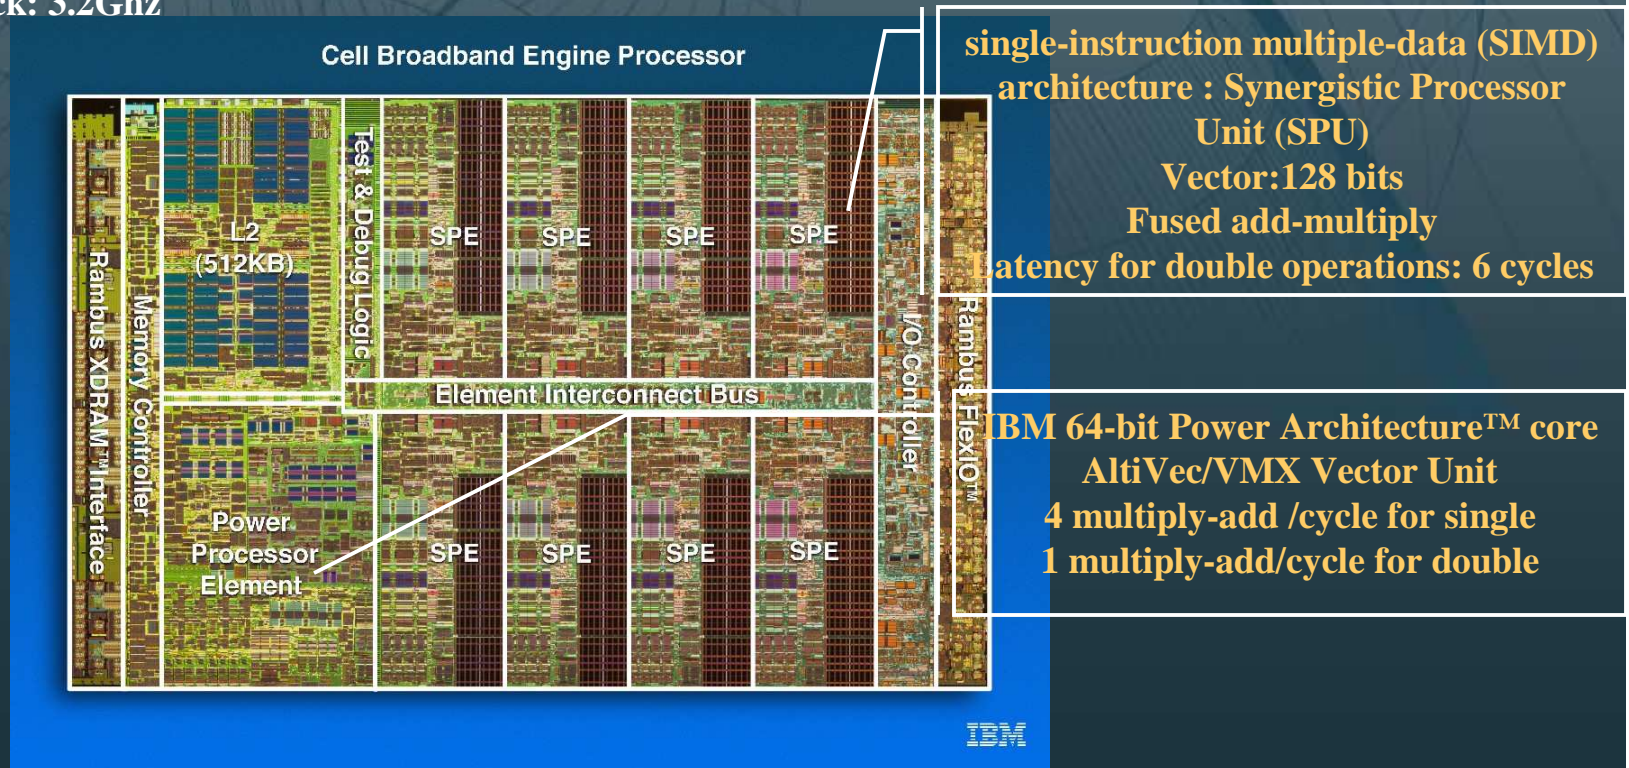 ck: 3.2Ghz
Cell Broadband Engine Processor
single-instruction multiple-data (SIMD)
architecture : Synergistic Processor
Unit (SPU)
Vector:128 bits
Fused add-multiply
Latency for double operations: 6 cycles
Rambus XDRAM™Interface
Memory Controller
L2
(512KB)
Test & Debug Logic
SPE
SPE
SPE
SPE
I/O Controller
Rambus FlexIO™
Element Interconnect Bus
Power
Processor
Element
SPE
SPE
SPE
SPE
IBM 64-bit Power Architecture™ core
AltiVec/VMX Vector Unit
4 multiply-add /cycle for single
1 multiply-add/cycle for double
IBM